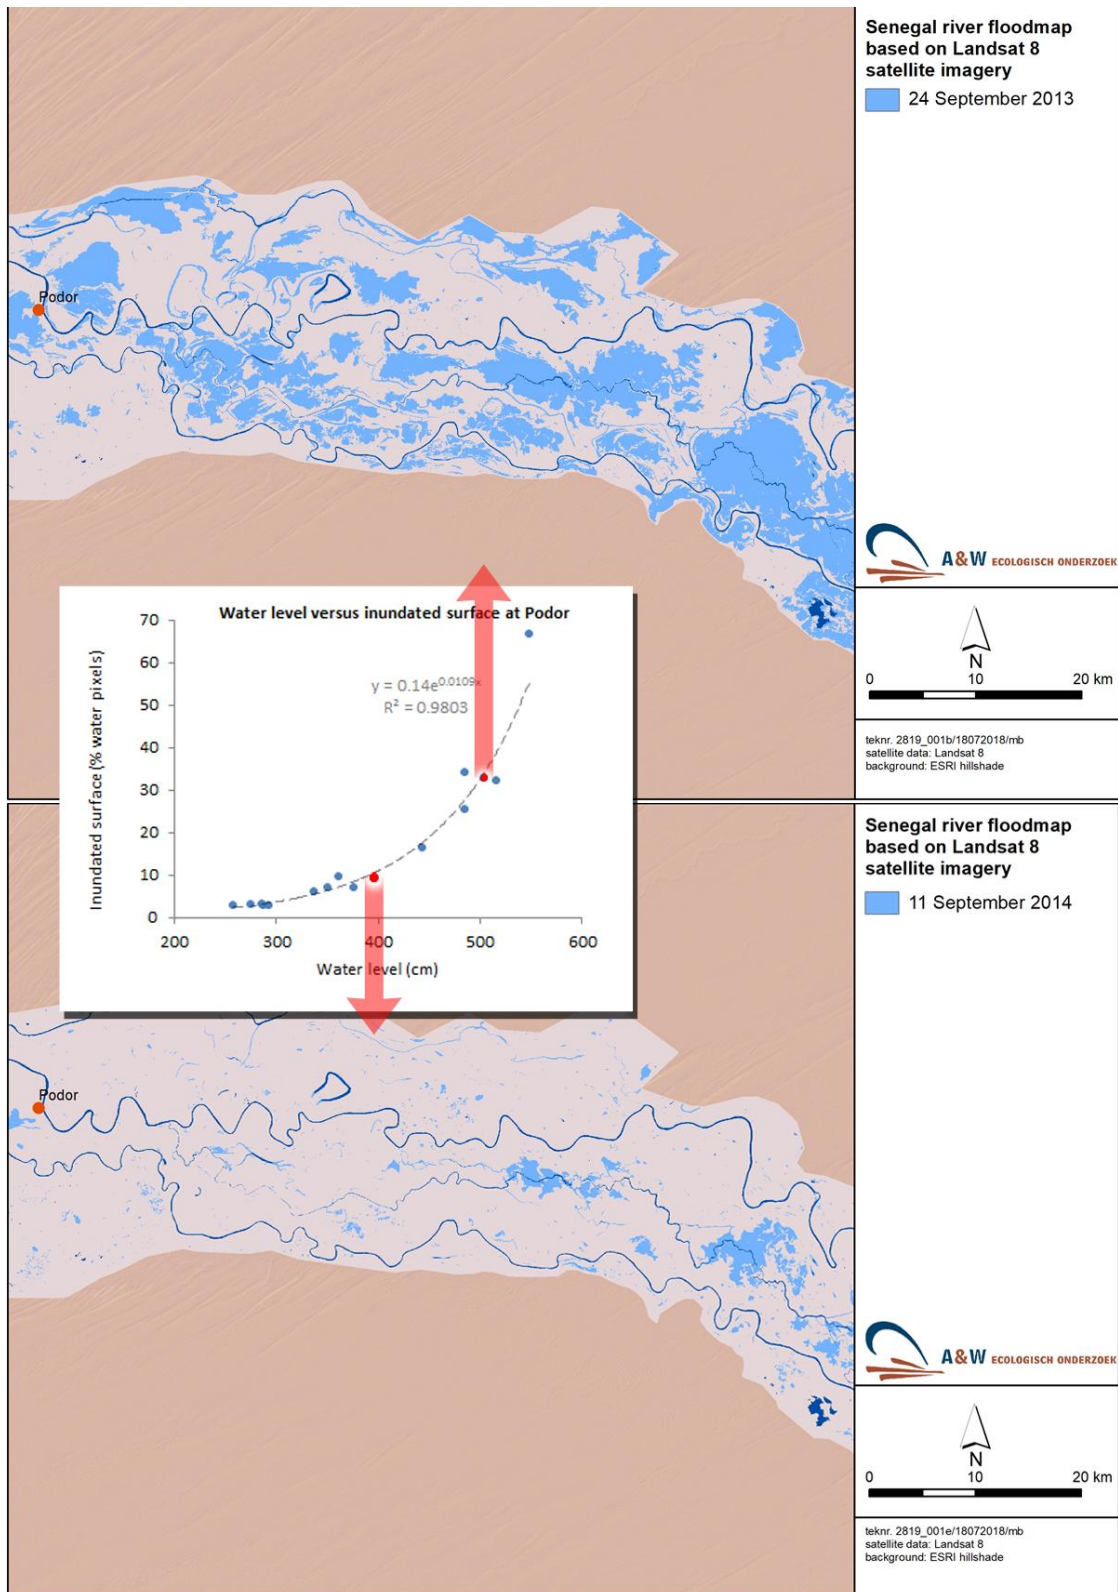 Senegal river floodmap
based on Landsat 8
satellite imagery
24 September 2013
Podor
A&W ECOLOGISCH ONDERZOEK
N
0 10 20 km
teknr. 2819_001b/18072018/mb
satellite data: Landsat 8
background: ESRI hillshade
Water level versus inundated surface at Podor
Inundated surface (% water pixels)
70
60
50
40
30
20
10
0
y = 0.14e^0.0109x
R² = 0.9803
200 300 400 500 600
Water level (cm)
Senegal river floodmap
based on Landsat 8
satellite imagery
11 September 2014
Podor
A&W ECOLOGISCH ONDERZOEK
N
0 10 20 km
teknr. 2819_001e/18072018/mb
satellite data: Landsat 8
background: ESRI hillshade